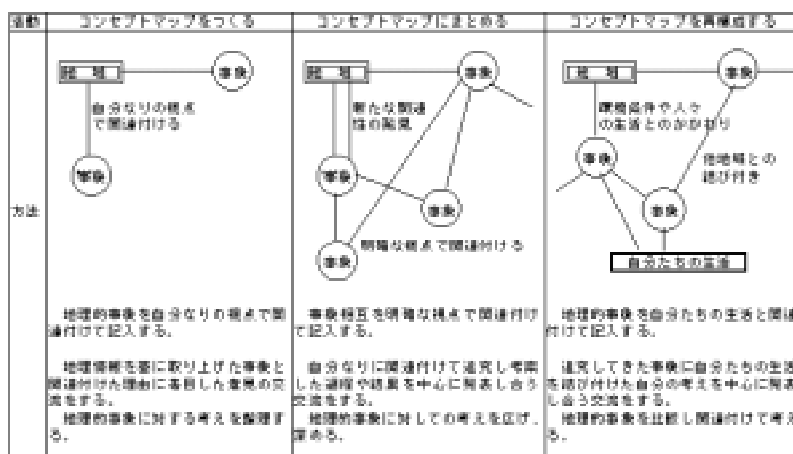 活動
コンセプトマップをつくる
コンセプトマップにまとめる
コンセプトマップを再構成する
方法
地域
事象
自分なりの視点
で関連付ける
事象
地域
事象
新たな関連
性の発見
事象
事象
事象
明確な視点で関連付ける
地域
事象
環境条件や人々
の生活とのかかわり
事象
他地域との
結び付き
事象
自分たちの生活
地理的事象を自分なりの視点で関
連付けて記入する。
地理情報を基に取り上げた事象と
関連付けた理由に着目した意見の交
流をする。
地理的事象に対する考えを整理す
る。
事象相互を明確な視点で関連付け
て記入する。
自分なりに関連付けて追究し考察
した過程や結果を中心に発表し合う
交流をする。
地理的事象に対しての考えを広げ、
深める。
地理的事象を自分たちの生活と関連
付けて記入する。
追究してきた事象に自分たちの生活
を結び付けた自分の考えを中心に発表
し合う交流をする。
地理的事象を比較し関連付けて考え
る。